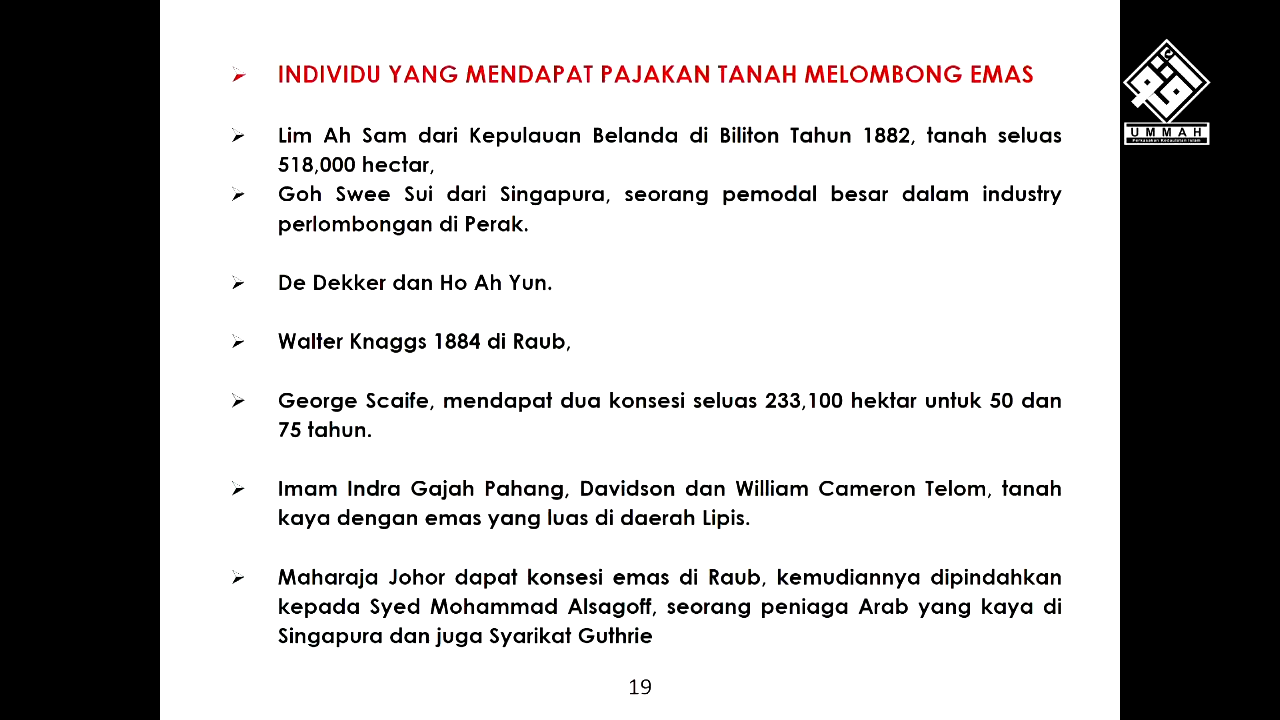 INDIVIDU YANG MENDAPAT PAJAKAN TANAH MELOMBONG EMAS
Lim Ah Sam dari Kepulauan Belanda di Biliton Tahun 1882, tanah seluas
518,000 hectar,
Goh Swee Sui dari Singapura, seorang pemodal besar dalam industry
perlombongan di Perak.
De Dekker dan Ho Ah Yun.
Walter Knaggs 1884 di Raub,
George Scaife, mendapat dua konsesi seluas 233,100 hektar untuk 50 dan
75 tahun.
Imam Indra Gajah Pahang, Davidson dan William Cameron Telom, tanah
kaya dengan emas yang luas di daerah Lipis.
Maharaja Johor dapat konsesi emas di Raub, kemudiannya dipindahkan
kepada Syed Mohammad Alsagoff, seorang peniaga Arab yang kaya di
Singapura dan juga Syarikat Guthrie
19
UMMAH